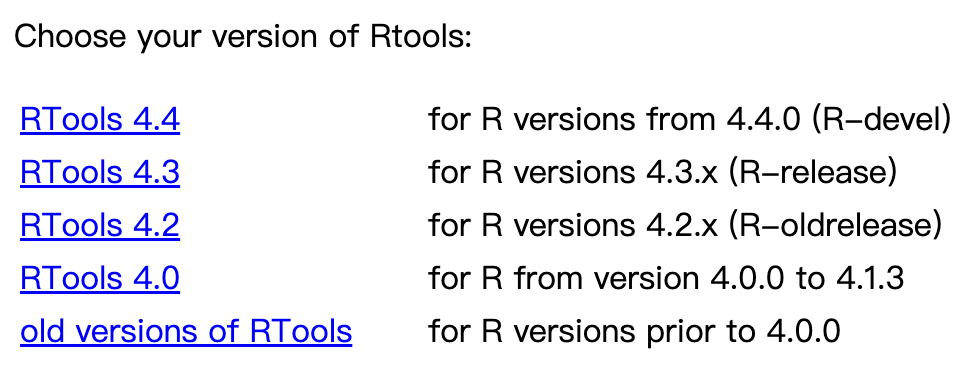 Choose your version of Rtools:
RTools 4.4 for R versions from 4.4.0 (R-devel)
RTools 4.3 for R versions 4.3.x (R-release)
RTools 4.2 for R versions 4.2.x (R-oldrelease)
RTools 4.0 for R from version 4.0.0 to 4.1.3
old versions of RTools for R versions prior to 4.0.0